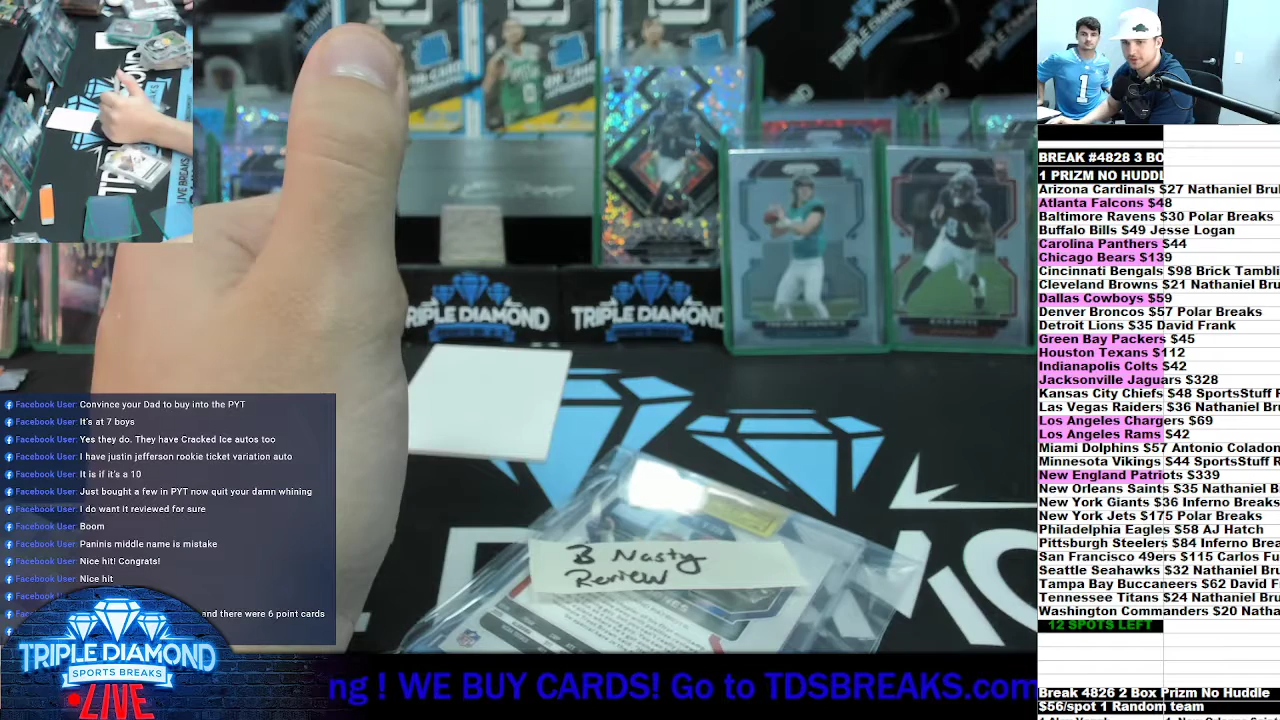 TRIPLE DIAMOND
TRIPLE DIAMOND
TRIPLE DIAMOND
B Nasty
Review
Facebook User: Convince your Dad to buy into the PYT
Facebook User: It's at 7 boys
Facebook User: Yes they do. They have Cracked Ice autos too
Facebook User: I have justin jefferson rookie ticket variation auto
Facebook User: It is if it's a 10
Facebook User: Just bought a few in PYT now quit your damn whining
Facebook User: I do want it reviewed for sure
Facebook User: Boom
Facebook User: Paninis middle name is mistake
Facebook User: Nice hit! Congrats!
Facebook User: Nice hit
and there were 6 point cards
TRIPLE DIAMOND
SPORTS BREAKS
LIVE
ng ! WE BUY CARDS!
BREAK #4828 3 BO
1 PRIZM NO HUDDL
Arizona Cardinals $27 Nathaniel Bru
Atlanta Falcons $48
Baltimore Ravens $30 Polar Breaks
Buffalo Bills $49 Jesse Logan
Carolina Panthers $44
Chicago Bears $139
Cincinnati Bengals $98 Brick Tambli
Cleveland Browns $21 Nathaniel Bru
Dallas Cowboys $59
Denver Broncos $57 Polar Breaks
Detroit Lions $35 David Frank
Green Bay Packers $45
Houston Texans $112
Indianapolis Colts $42
Jacksonville Jaguars $328
Kansas City Chiefs $48 SportsStuff F
Las Vegas Raiders $36 Nathaniel Br
Los Angeles Chargers $69
Los Angeles Rams $42
Miami Dolphins $57 Antonio Coladon
Minnesota Vikings $44 SportsStuff R
New England Patriots $339
New Orleans Saints $35 Nathaniel B
New York Giants $36 Inferno Breaks
New York Jets $175 Polar Breaks
Philadelphia Eagles $59 AJ Hatch
Pittsburgh Steelers $84 Inferno Brea
San Francisco 49ers $115 Carlos Fu
Seattle Seahawks $32 Nathaniel Bru
Tampa Bay Buccaneers $62 David F
Tennessee Titans $24 Nathaniel Bru
Washington Commanders $20 Natha
12 SPOTS LEFT
$56/spot 1 Random team